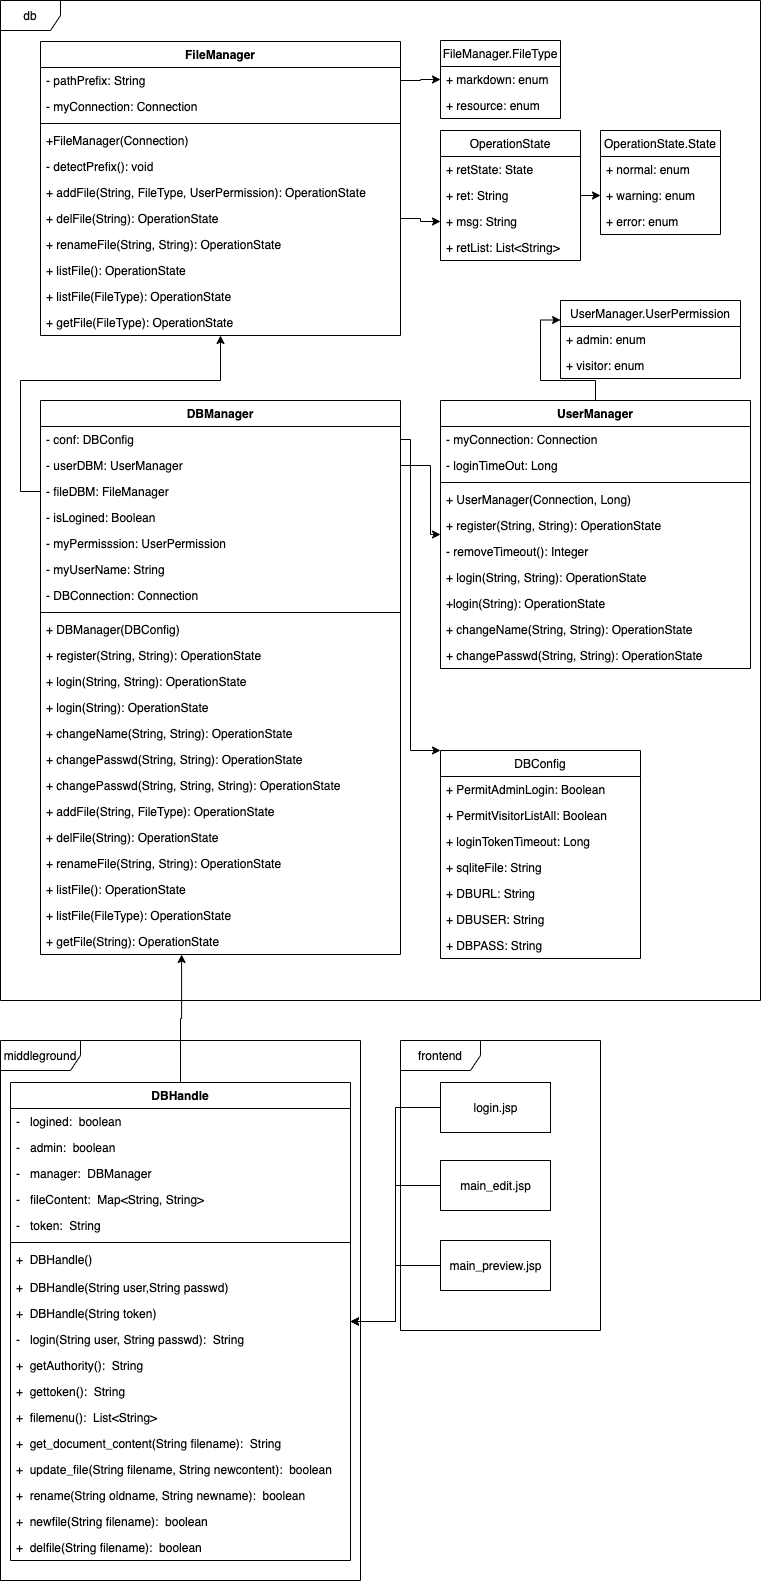 db
FileManager
- pathPrefix: String
- myConnection: Connection
+FileManager(Connection)
- detectPrefix(): void
+ addFile(String, FileType, UserPermission): OperationState
+ delFile(String): OperationState
+ renameFile(String, String): OperationState
+ listFile(): OperationState
+ listFile(FileType): OperationState
+ getFile(FileType): OperationState
FileManager.FileType
+ markdown: enum
+ resource: enum
OperationState
+ retState: State
+ ret: String
+ msg: String
+ retList: List<String>
OperationState.State
+ normal: enum
+ warning: enum
+ error: enum
UserManager.UserPermission
+ admin: enum
+ visitor: enum
DBManager
- conf: DBConfig
- userDBM: UserManager
- fileDBM: FileManager
- isLogined: Boolean
- myPermisssion: UserPermission
- myUserName: String
- DBConnection: Connection
+ DBManager(DBConfig)
+ register(String, String): OperationState
+ login(String, String): OperationState
+ login(String): OperationState
+ changeName(String, String): OperationState
+ changePasswd(String, String): OperationState
+ changePasswd(String, String, String): OperationState
+ addFile(String, FileType): OperationState
+ delFile(String): OperationState
+ renameFile(String, String): OperationState
+ listFile(): OperationState
+ listFile(FileType): OperationState
+ getFile(String): OperationState
UserManager
- myConnection: Connection
- loginTimeOut: Long
+ UserManager(Connection, Long)
+ register(String, String): OperationState
- removeTimeout(): Integer
+ login(String, String): OperationState
+login(String): OperationState
+ changeName(String, String): OperationState
+ changePasswd(String, String): OperationState
DBConfig
+ PermitAdminLogin: Boolean
+ PermitVisitorListAll: Boolean
+ loginTokenTimeout: Long
+ sqliteFile: String
+ DBURL: String
+ DBUSER: String
+ DBPASS: String
middleground
DBHandle
- logined: boolean
- admin: boolean
- manager: DBManager
- fileContent: Map<String, String>
- token: String
+ DBHandle()
+ DBHandle(String user,String passwd)
+ DBHandle(String token)
- login(String user, String passwd): String
+ getAuthority(): String
+ gettoken(): String
+ filemenu(): List<String>
+ get_document_content(String filename): String
+ update_file(String filename, String newcontent): boolean
+ rename(String oldname, String newname): boolean
+ newfile(String filename): boolean
+ delfile(String filename): boolean
frontend
login.jsp
main_edit.jsp
main_preview.jsp